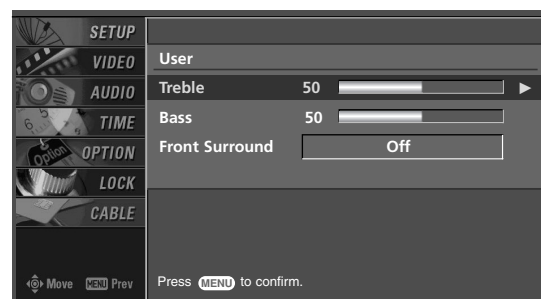 SETUP
VIDEO
AUDIO
TIME
OPTION
LOCK
CABLE
Move MENU Prev
User
Treble 50
Bass 50
Front Surround Off
Press MENU to confirm.